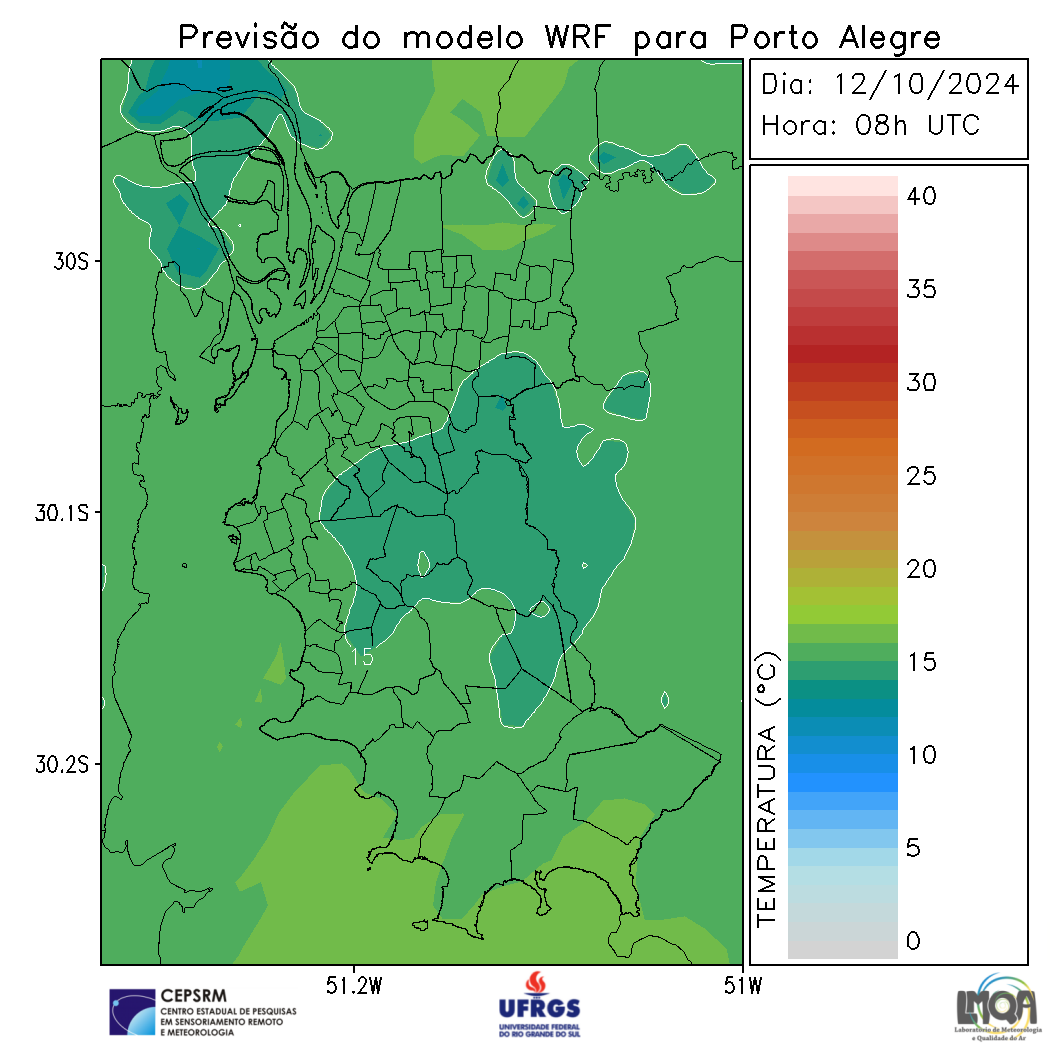 Previsão do modelo WRF para Porto Alegre
Dia: 12/10/2024
Hora: 08h UTC
40
35
30
25
20
15
10
5
0
TEMPERATURA (°C)
30S
30.1S
30.2S
15
51.2W
51W
CEPSRM
CENTRO ESTADUAL DE PESQUISAS
EM SENSORIAMENTO REMOTO
E METEOROLOGIA
UFRGS
UNIVERSIDADE FEDERAL
DO RIO GRANDE DO SUL
LMQA
Laboratório de Meteorologia
e Qualidade do Ar